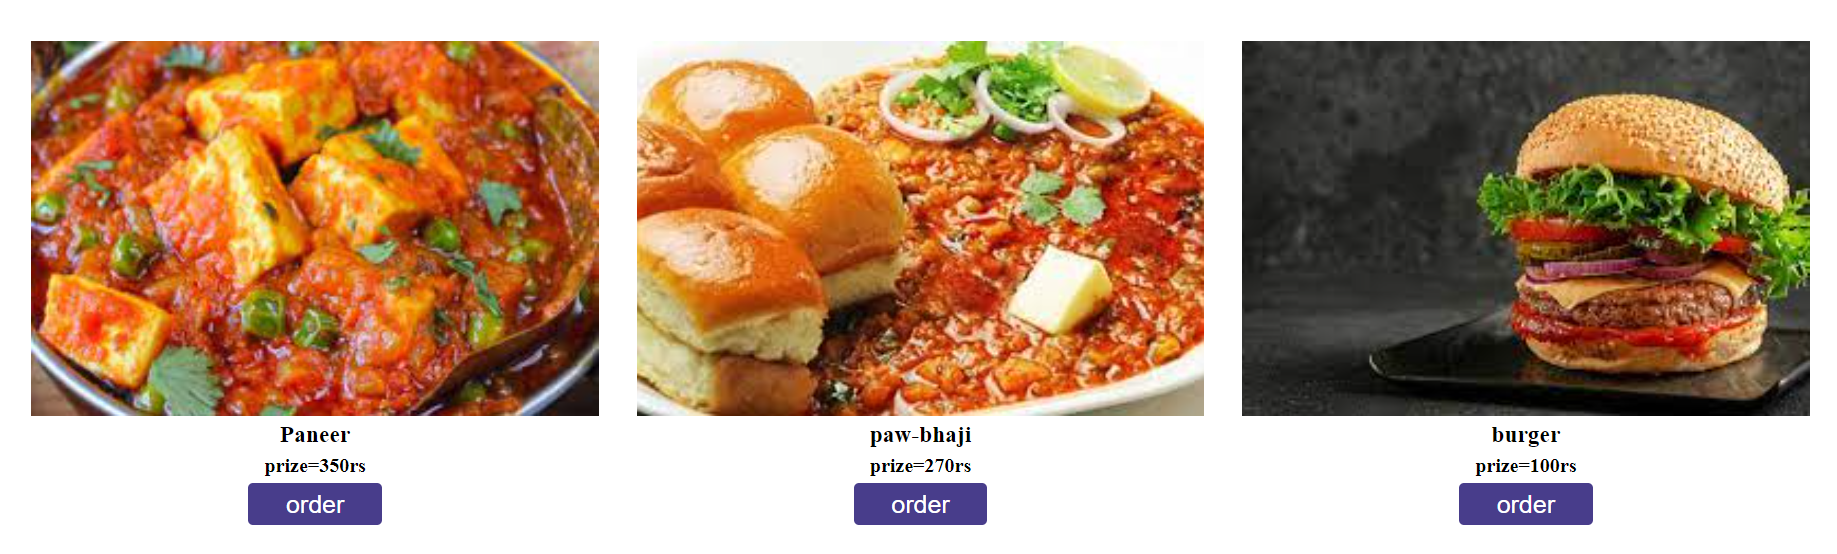 Paneer
prize=350rs
order
paw-bhaji
prize=270rs
order
burger
prize=100rs
order